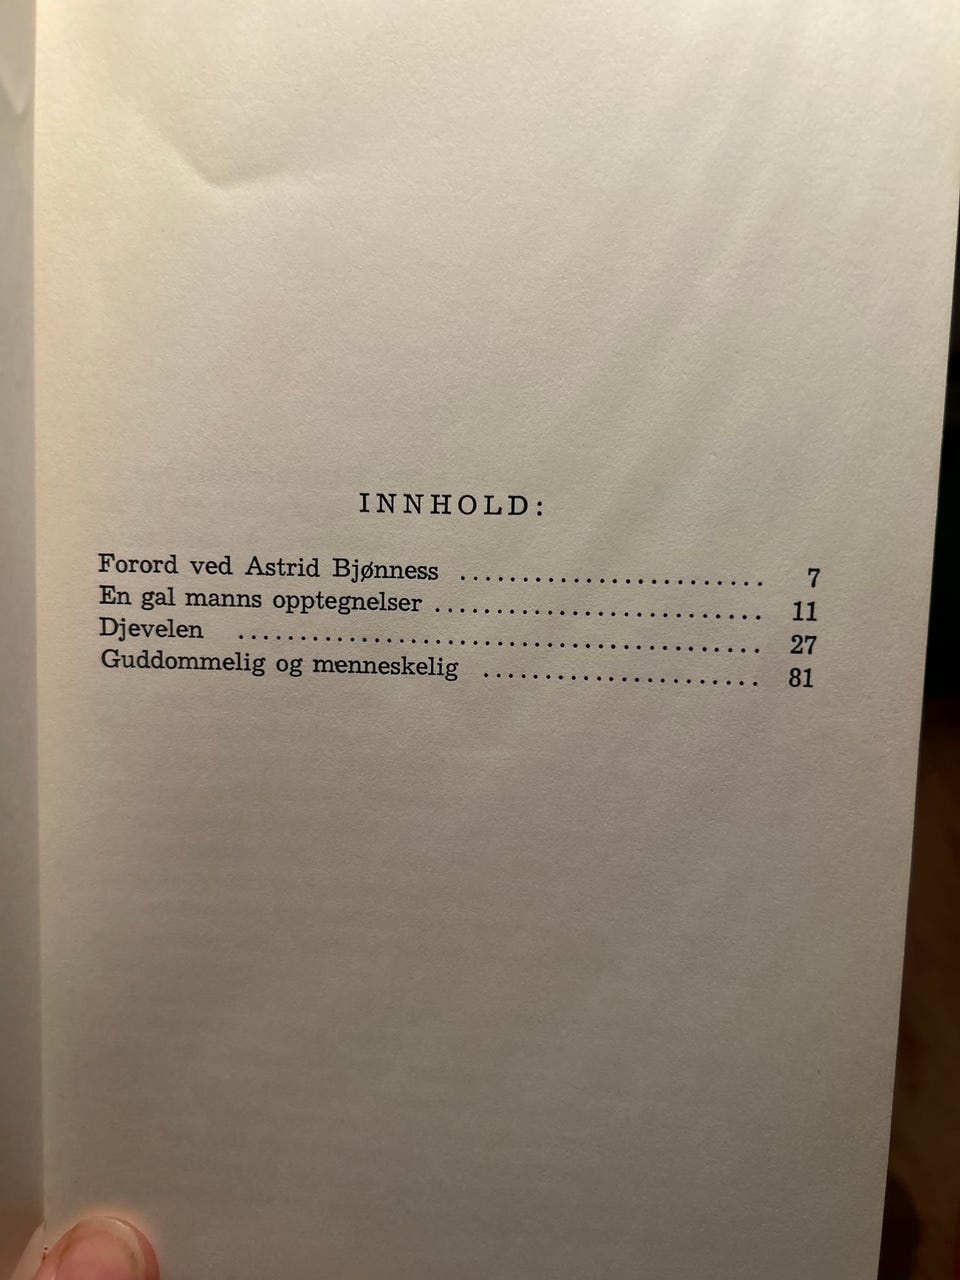 INNHOLD:
Forord ved Astrid Bjønness ......................... 7
En gal manns opptegnelser ........................... 11
Djevelen .......................................... 27
Guddommelig og menneskelig ....................... 81